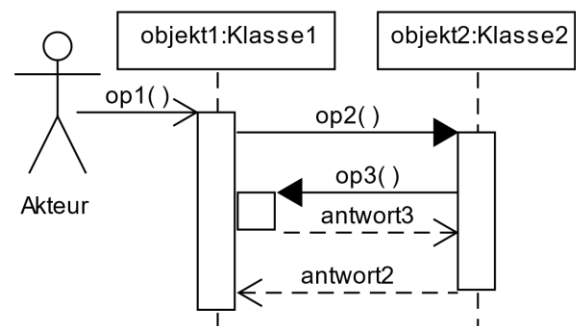 objekt1:Klasse1
objekt2:Klasse2
op1( )
op2( )
op3( )
Akteur
antwort3
antwort2